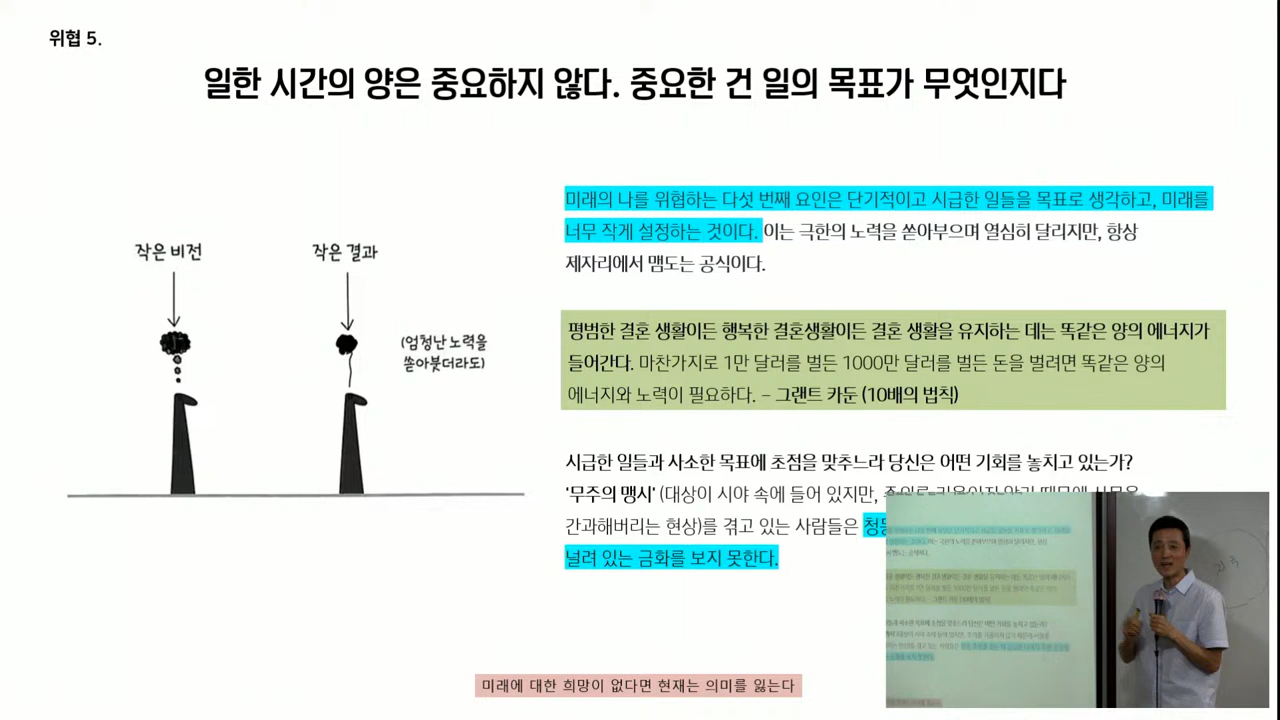 위협 5.
일한 시간의 양은 중요하지 않다. 중요한 건 일의 목표가 무엇인지다
작은 비전
작은 결과
(엄청난 노력을
쏟아붓더라도)
미래의 나를 위협하는 다섯 번째 요인은 단기적이고 시급한 일들을 목표로 생각하고, 미래를
너무 작게 설정하는 것이다. 이는 극한의 노력을 쏟아부으며 열심히 달리지만, 항상
제자리에서 맴도는 공식이다.
평범한 결혼 생활이든 행복한 결혼생활이든 결혼 생활을 유지하는 데는 똑같은 양의 에너지가
들어간다. 마찬가지로 1만 달러를 벌든 1000만 달러를 벌든 돈을 벌려면 똑같은 양의
에너지와 노력이 필요하다. – 그랜트 카둔 (10배의 법칙)
시급한 일들과 사소한 목표에 초점을 맞추느라 당신은 어떤 기회를 놓치고 있는가?
'무주의 맹시' (대상이 시야 속에 들어 있지만,
간과해버리는 현상)를 겪고 있는 사람들은
널려 있는 금화를 보지 못한다.
미래에 대한 희망이 없다면 현재는 의미를 잃는다